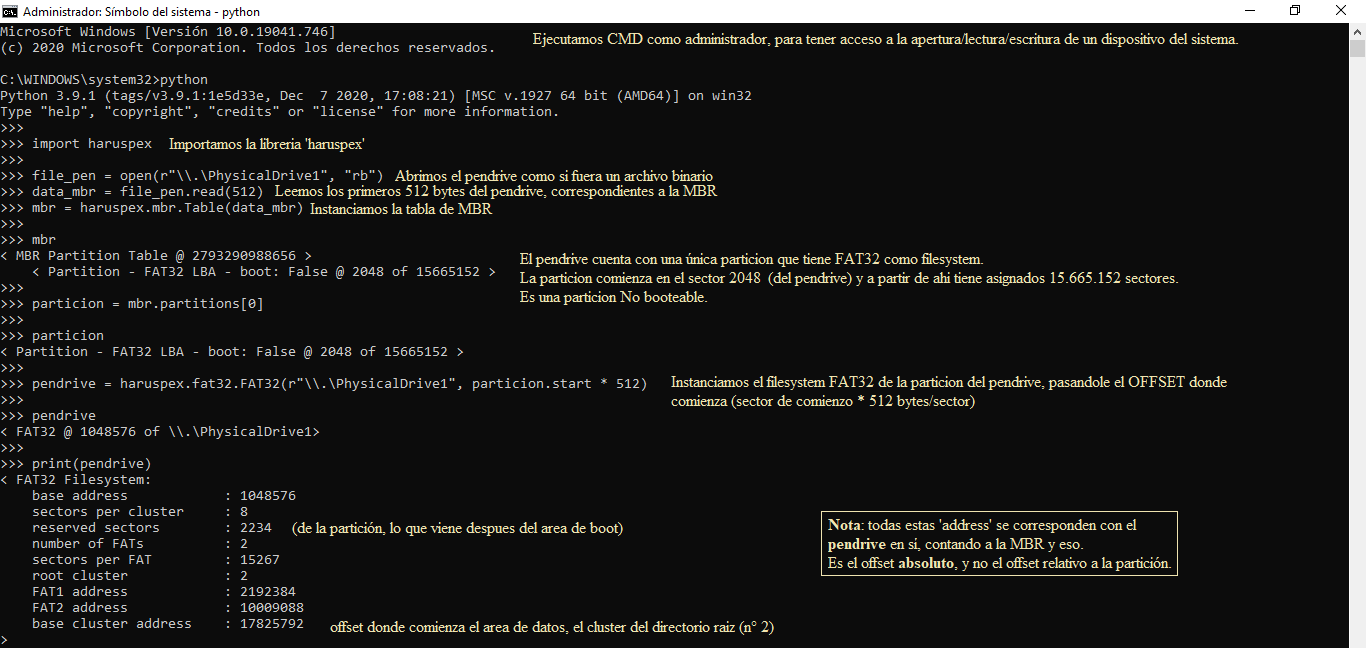 Administrador: Símbolo del sistema - python
Microsoft Windows [Versión 10.0.19041.746]
(c) 2020 Microsoft Corporation. Todos los derechos reservados.
Ejecutamos CMD como administrador, para tener acceso a la apertura/lectura/escritura de un dispositivo del sistema.
C:\WINDOWS\system32>python
Python 3.9.1 (tags/v3.9.1:1e5d33e, Dec  7 2020, 17:08:21) [MSC v.1927 64 bit (AMD64)] on win32
Type "help", "copyright", "credits" or "license" for more information.
>>>
>>> import haruspex  Importamos la libreria 'haruspex'
>>>
>>> file_pen = open(r"\\.\PhysicalDrive1", "rb")  Abrimos el pendrive como si fuera un archivo binario
>>> data_mbr = file_pen.read(512)  Leemos los primeros 512 bytes del pendrive, correspondientes a la MBR
>>> mbr = haruspex.mbr.Table(data_mbr)  Instanciamos la tabla de MBR
>>>
>>> mbr
< MBR Partition Table @ 2793290988656 >
    < Partition - FAT32 LBA - boot: False @ 2048 of 15665152 >
El pendrive cuenta con una única particion que tiene FAT32 como filesystem.
La particion comienza en el sector 2048  (del pendrive) y a partir de ahi tiene asignados 15.665.152 sectores.
Es una particion No booteable.
>>>
>>> particion = mbr.partitions[0]
>>>
>>> particion
< Partition - FAT32 LBA - boot: False @ 2048 of 15665152 >
>>>
>>> pendrive = haruspex.fat32.FAT32(r"\\.\PhysicalDrive1", particion.start * 512)
Instanciamos el filesystem FAT32 de la particion del pendrive, pasandole el OFFSET donde
comienza (sector de comienzo * 512 bytes/sector)
>>>
>>> pendrive
< FAT32 @ 1048576 of \\.\PhysicalDrive1>
>>>
>>> print(pendrive)
< FAT32 Filesystem:
    base address            : 1048576
    sectors per cluster     : 8
    reserved sectors        : 2234  (de la partición, lo que viene despues del area de boot)
    number of FATs          : 2
    sectors per FAT         : 15267
    root cluster            : 2
    FAT1 address            : 2192384
    FAT2 address            : 10009088
    base cluster address    : 17825792  offset donde comienza el area de datos, el cluster del directorio raiz (n° 2)
>
Nota: todas estas 'address' se corresponden con el
pendrive en sí, contando a la MBR y eso.
Es el offset absoluto, y no el offset relativo a la partición.